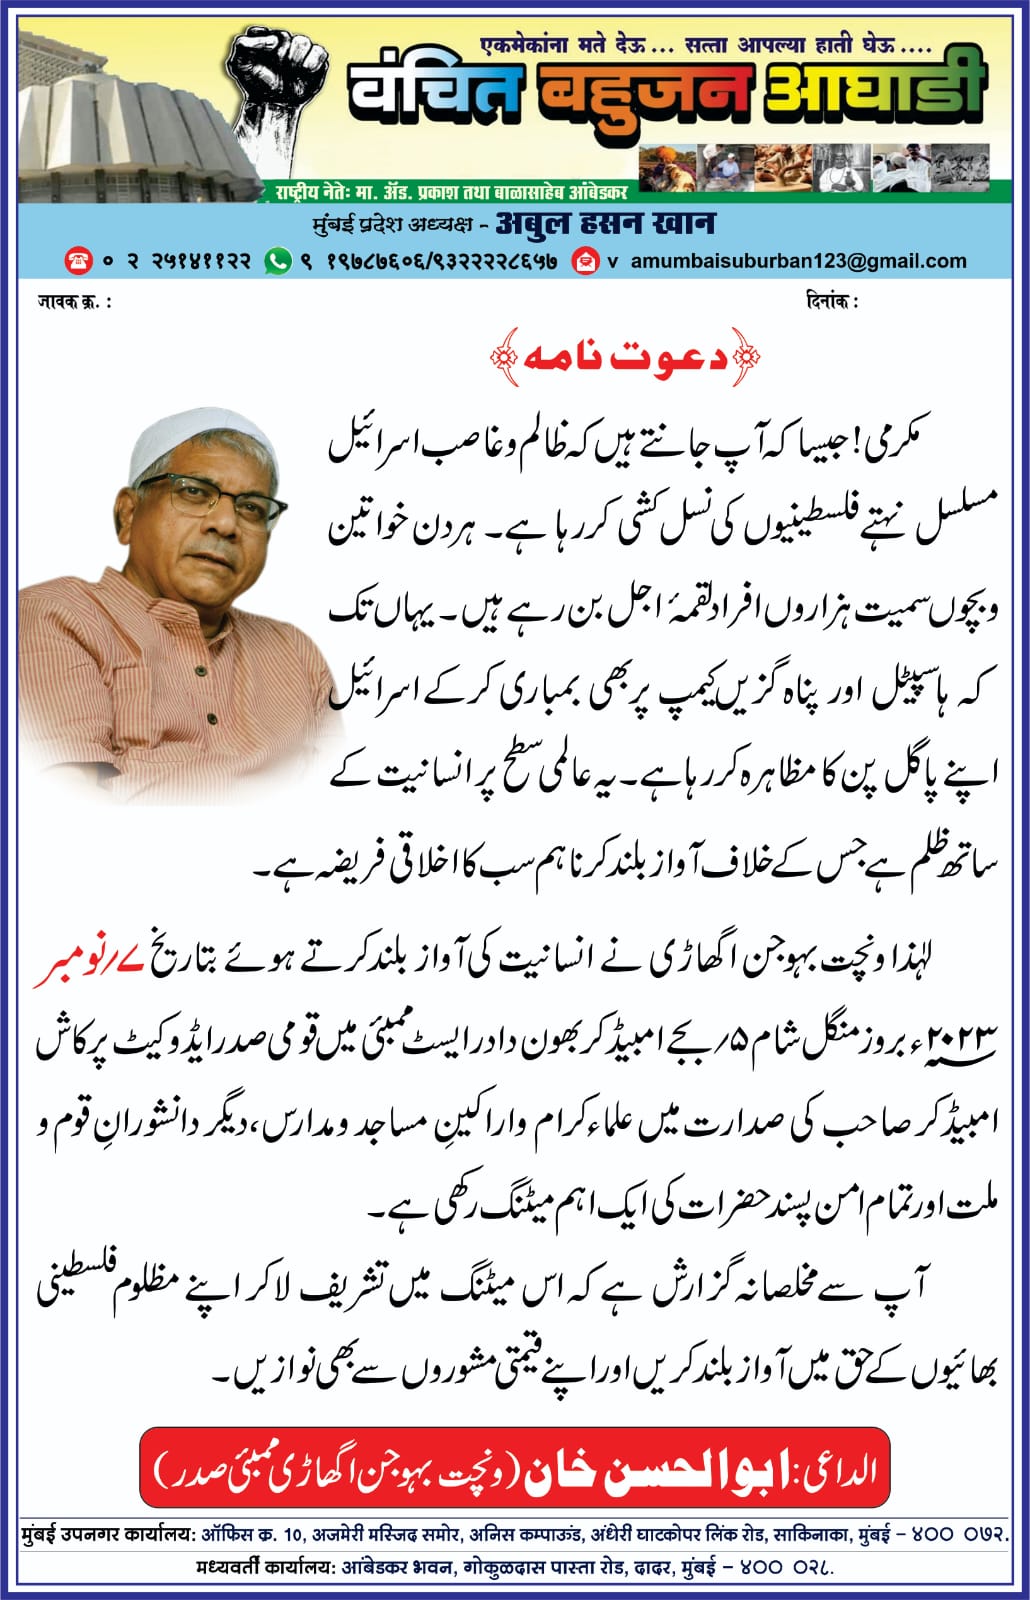 एकमेकांना मते देऊ... सत्ता आपल्या हाती घेऊ....
वंचित बहुजन आघाडी
राष्ट्रीय नेतेः मा. ॲड. प्रकाश तथा बाळासाहेब आंबेडकर
मुंबई प्रदेश अध्यक्ष - अबुल हसन खान
० २ २५१४११२२ ९ १९७८७६०६/९३२२२२८६५७ v amumbaisuburban123@gmail.com
जावक क्र. : दिनांक :
دعوت نامہ
مکرمی! جیسا کہ آپ جانتے ہیں کہ ظالم و غاصب اسرائیل
مسلسل نہتے فلسطینیوں کی نسل کشی کر رہا ہے۔ ہر دن خواتین
و بچوں سمیت ہزاروں افراد لقمۂ اجل بن رہے ہیں۔ یہاں تک
کہ ہاسپیٹل اور پناہ گزیں کیمپ پر بھی بمباری کر کے اسرائیل
اپنے پاگل پن کا مظاہرہ کر رہا ہے۔ یہ عالمی سطح پر انسانیت کے
ساتھ ظلم ہے جس کے خلاف آواز بلند کرنا ہم سب کا اخلاقی فریضہ ہے۔
لہٰذا ونچت بہوجن اگھاڑی نے انسانیت کی آواز بلند کرتے ہوئے بتاریخ ۷؍نومبر
۲۰۲۳ء بروز منگل شام ۵؍بجے امبیڈکر بھون دادر ایسٹ ممبئی میں قومی صدر ایڈوکیٹ پرکاش
امبیڈکر صاحب کی صدارت میں علماء کرام و اراکینِ مساجد و مدارس، دیگر دانشورانِ قوم و
ملت اور تمام امن پسند حضرات کی ایک اہم میٹنگ رکھی ہے۔
آپ سے مخلصانہ گزارش ہے کہ اس میٹنگ میں تشریف لا کر اپنے مظلوم فلسطینی
بھائیوں کے حق میں آواز بلند کریں اور اپنے قیمتی مشوروں سے بھی نوازیں۔
الداعی: ابوالحسن خان (ونچت بہوجن اگھاڑی ممبئی صدر)
मुंबई उपनगर कार्यालय: ऑफिस क्र. 10, अजमेरी मस्जिद समोर, अनिस कम्पाऊंड, अंधेरी घाटकोपर लिंक रोड, साकिनाका, मुंबई - ४०० ०७२.
मध्यवर्ती कार्यालय: आंबेडकर भवन, गोकुळदास पास्ता रोड, दादर, मुंबई - ४०० ०२८.